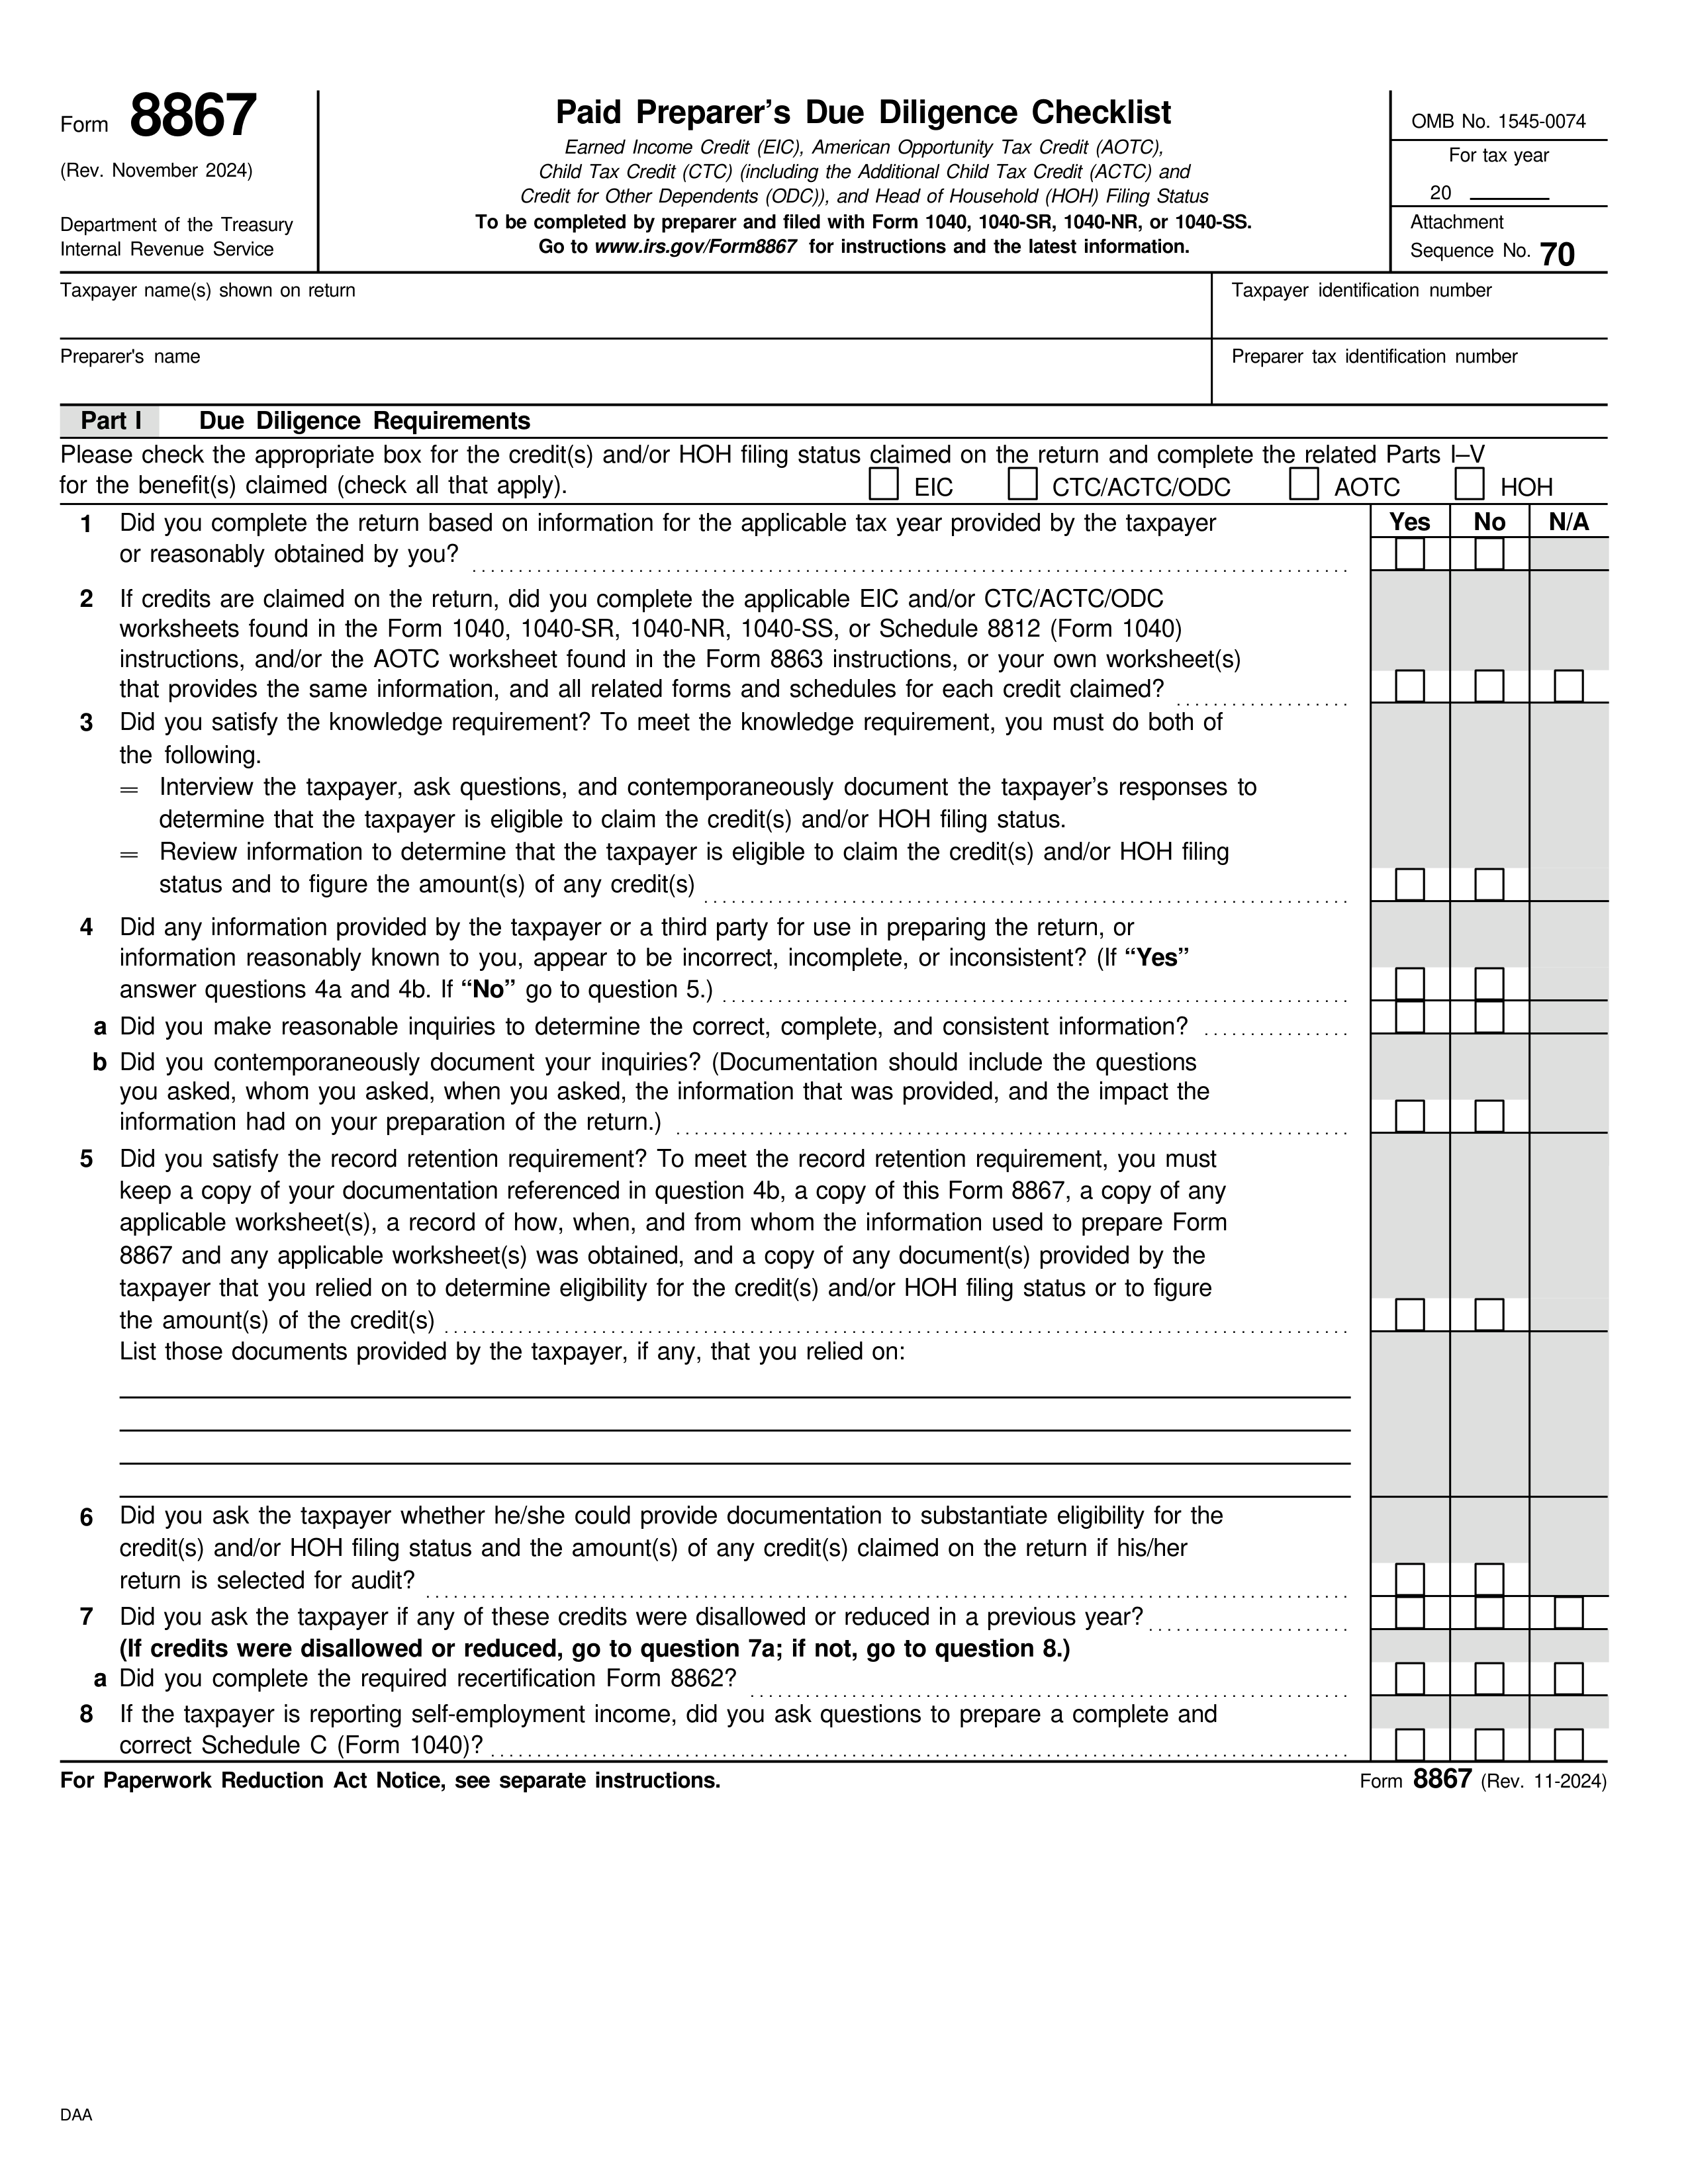 Form 8867
(Rev. November 2024)
Department of the Treasury
Internal Revenue Service
Paid Preparer’s Due Diligence Checklist
Earned Income Credit (EIC), American Opportunity Tax Credit (AOTC),
Child Tax Credit (CTC) (including the Additional Child Tax Credit (ACTC) and
Credit for Other Dependents (ODC)), and Head of Household (HOH) Filing Status
To be completed by preparer and filed with Form 1040, 1040-SR, 1040-NR, or 1040-SS.
Go to www.irs.gov/Form8867 for instructions and the latest information.
OMB No. 1545-0074
For tax year
20
Attachment
Sequence No. 70
Taxpayer name(s) shown on return
Taxpayer identification number
Preparer's name
Preparer tax identification number
Part I Due Diligence Requirements
Please check the appropriate box for the credit(s) and/or HOH filing status claimed on the return and complete the related Parts I–V
for the benefit(s) claimed (check all that apply). EIC CTC/ACTC/ODC AOTC HOH
1 Did you complete the return based on information for the applicable tax year provided by the taxpayer Yes No N/A
or reasonably obtained by you?
2 If credits are claimed on the return, did you complete the applicable EIC and/or CTC/ACTC/ODC
worksheets found in the Form 1040, 1040-SR, 1040-NR, 1040-SS, or Schedule 8812 (Form 1040)
instructions, and/or the AOTC worksheet found in the Form 8863 instructions, or your own worksheet(s)
that provides the same information, and all related forms and schedules for each credit claimed?
3 Did you satisfy the knowledge requirement? To meet the knowledge requirement, you must do both of
the following.
= Interview the taxpayer, ask questions, and contemporaneously document the taxpayer’s responses to
determine that the taxpayer is eligible to claim the credit(s) and/or HOH filing status.
= Review information to determine that the taxpayer is eligible to claim the credit(s) and/or HOH filing
status and to figure the amount(s) of any credit(s)
4 Did any information provided by the taxpayer or a third party for use in preparing the return, or
information reasonably known to you, appear to be incorrect, incomplete, or inconsistent? (If “Yes”
answer questions 4a and 4b. If “No” go to question 5.)
a Did you make reasonable inquiries to determine the correct, complete, and consistent information?
b Did you contemporaneously document your inquiries? (Documentation should include the questions
you asked, whom you asked, when you asked, the information that was provided, and the impact the
information had on your preparation of the return.)
5 Did you satisfy the record retention requirement? To meet the record retention requirement, you must
keep a copy of your documentation referenced in question 4b, a copy of this Form 8867, a copy of any
applicable worksheet(s), a record of how, when, and from whom the information used to prepare Form
8867 and any applicable worksheet(s) was obtained, and a copy of any document(s) provided by the
taxpayer that you relied on to determine eligibility for the credit(s) and/or HOH filing status or to figure
the amount(s) of the credit(s)
List those documents provided by the taxpayer, if any, that you relied on:
6 Did you ask the taxpayer whether he/she could provide documentation to substantiate eligibility for the
credit(s) and/or HOH filing status and the amount(s) of any credit(s) claimed on the return if his/her
return is selected for audit?
7 Did you ask the taxpayer if any of these credits were disallowed or reduced in a previous year?
(If credits were disallowed or reduced, go to question 7a; if not, go to question 8.)
a Did you complete the required recertification Form 8862?
8 If the taxpayer is reporting self-employment income, did you ask questions to prepare a complete and
correct Schedule C (Form 1040)?
For Paperwork Reduction Act Notice, see separate instructions. Form 8867 (Rev. 11-2024)
DAA